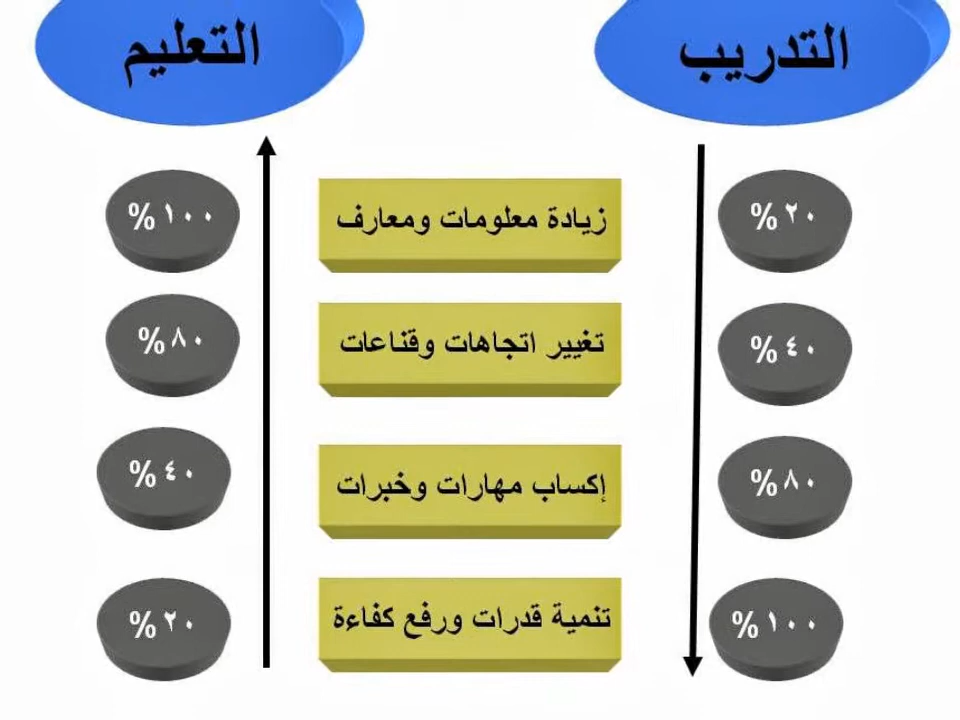 التدريب
التعليم
% ٢٠
زيادة معلومات ومعارف
% ١٠٠
% ٤٠
تغيير اتجاهات وقناعات
% ٨٠
% ٨٠
إكساب مهارات وخبرات
% ٤٠
% ١٠٠
تنمية قدرات ورفع كفاءة
% ٢٠